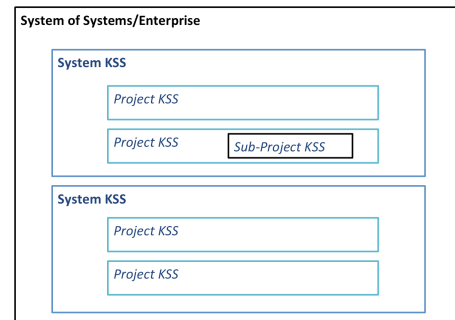 System of Systems/Enterprise
System KSS
Project KSS
Project KSS
Sub-Project KSS
System KSS
Project KSS
Project KSS